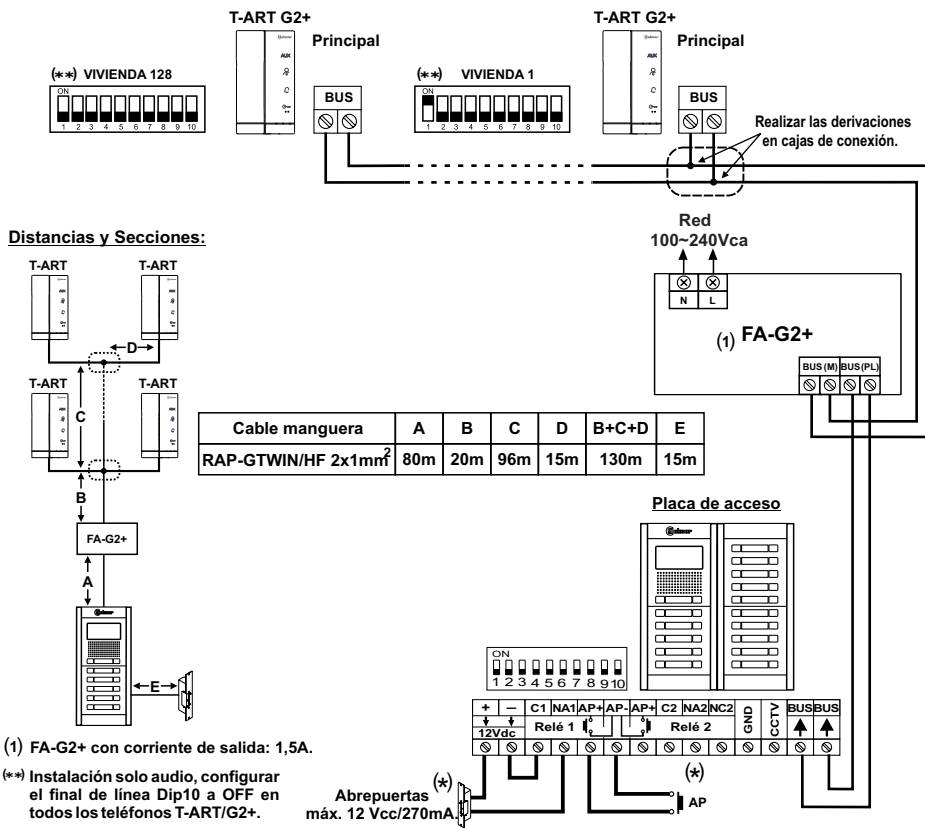 T-ART G2+
T-ART G2+
Principal
Principal
(**) VIVIENDA 128
(**) VIVIENDA 1
ON
1 2 3 4 5 6 7 8 9 10
ON
1 2 3 4 5 6 7 8 9 10
AUX
BUS
AUX
BUS
Realizar las derivaciones
en cajas de conexión.
Red
100~240Vca
N L
(1) FA-G2+
BUS (M) BUS (PL)
Distancias y Secciones:
T-ART T-ART
D
T-ART T-ART
C
B
FA-G2+
A
E
Cable manguera A B C D B+C+D E
RAP-GTWIN/HF 2x1mm² 80m 20m 96m 15m 130m 15m
Placa de acceso
Golmar
Golmar
ON
1 2 3 4 5 6 7 8 9 10
+ – C1 NA1 AP+ AP- AP+ C2 NA2 NC2 GND CCTV BUS BUS
12Vdc Relé 1 Relé 2
(1) FA-G2+ con corriente de salida: 1,5A.
(**) Instalación solo audio, configurar
el final de línea Dip10 a OFF en
todos los teléfonos T-ART/G2+.
(*)
Abrepuertas
máx. 12 Vcc/270mA.
(*)
AP